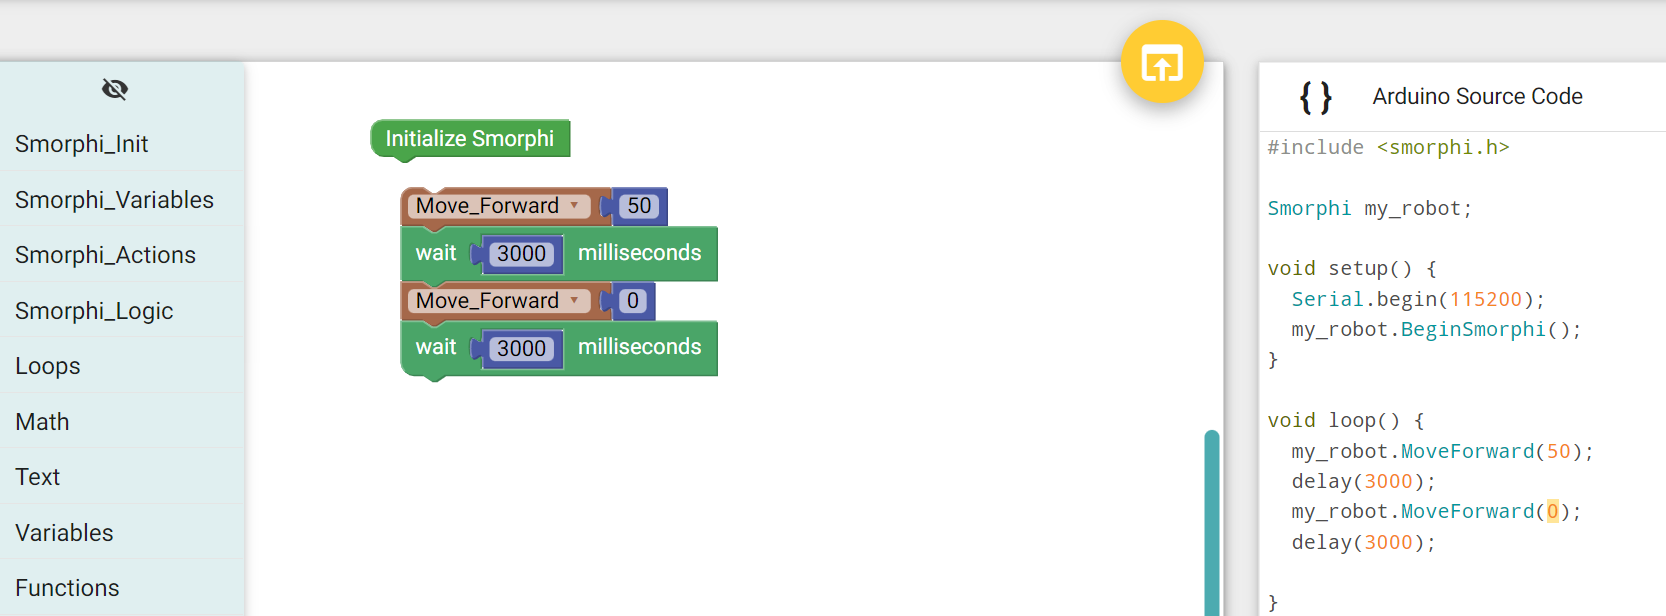 Smorphi_Init
Smorphi_Variables
Smorphi_Actions
Smorphi_Logic
Loops
Math
Text
Variables
Functions
Initialize Smorphi
Move_Forward 50
wait 3000 milliseconds
Move_Forward 0
wait 3000 milliseconds
{ } Arduino Source Code
#include <smorphi.h>
Smorphi my_robot;
void setup() {
Serial.begin(115200);
my_robot.BeginSmorphi();
}
void loop() {
my_robot.MoveForward(50);
delay(3000);
my_robot.MoveForward(0);
delay(3000);
}